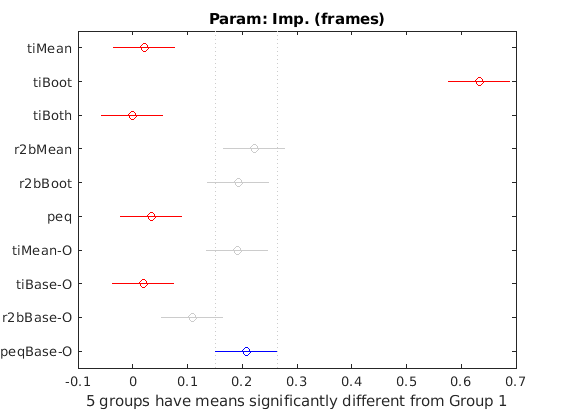 Param: Imp. (frames)
tiMean
tiBoot
tiBoth
r2bMean
r2bBoot
peq
tiMean-O
tiBase-O
r2bBase-O
peqBase-O
-0.1 0 0.1 0.2 0.3 0.4 0.5 0.6 0.7
5 groups have means significantly different from Group 1